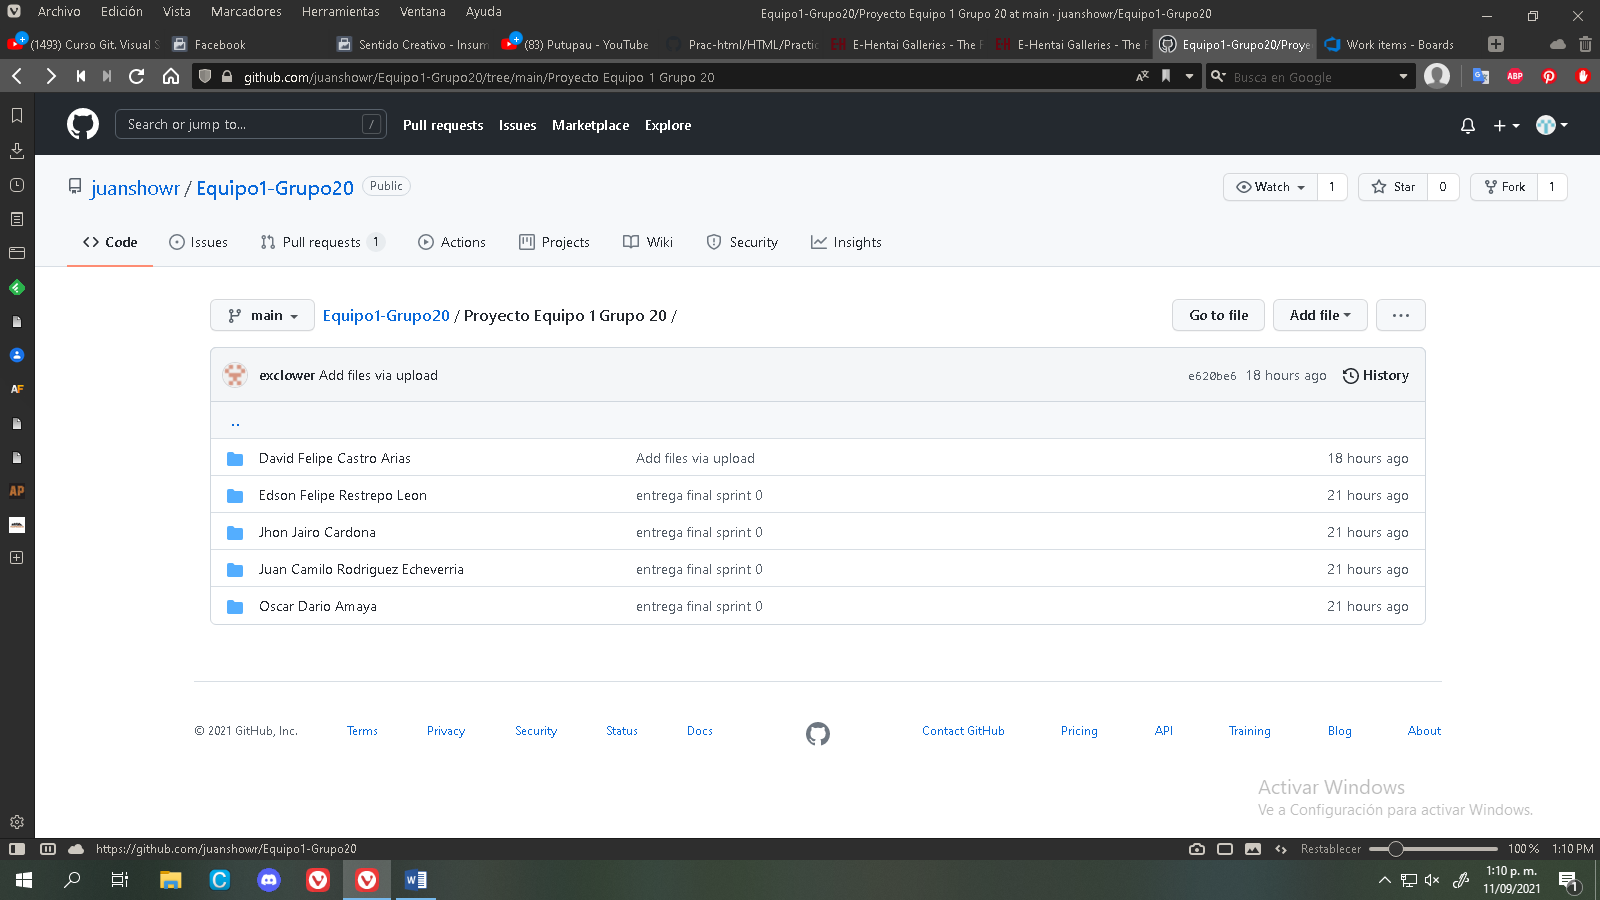 Archivo Edición Vista Marcadores Herramientas Ventana Ayuda
Equipo1-Grupo20/Proyecto Equipo 1 Grupo 20 at main · juanshowr/Equipo1-Grupo20
(1493) Curso Git. Visual S
Facebook
Sentido Creativo - Insum
(83) Putupau - YouTube
Prac-html/HTML/Practic
E-Hentai Galleries - The F
E-Hentai Galleries - The F
Equipo1-Grupo20/Proye
Work items - Boards
github.com/juanshowr/Equipo1-Grupo20/tree/main/Proyecto Equipo 1 Grupo 20
Busca en Google
ABP
Search or jump to... /
Pull requests Issues Marketplace Explore
juanshowr / Equipo1-Grupo20 Public
Watch 1
Star 0
Fork 1
Code Issues Pull requests 1 Actions Projects Wiki Security Insights
main
Equipo1-Grupo20 / Proyecto Equipo 1 Grupo 20 /
Go to file
Add file
...
exclower Add files via upload
e620be6 18 hours ago History
..
David Felipe Castro Arias Add files via upload 18 hours ago
Edson Felipe Restrepo Leon entrega final sprint 0 21 hours ago
Jhon Jairo Cardona entrega final sprint 0 21 hours ago
Juan Camilo Rodriguez Echeverria entrega final sprint 0 21 hours ago
Oscar Dario Amaya entrega final sprint 0 21 hours ago
AF
AP
© 2021 GitHub, Inc. Terms Privacy Security Status Docs Contact GitHub Pricing API Training Blog About
Activar Windows
Ve a Configuración para activar Windows.
https://github.com/juanshowr/Equipo1-Grupo20
Restablecer 100 % 1:10 PM
1:10 p. m.
11/09/2021
1